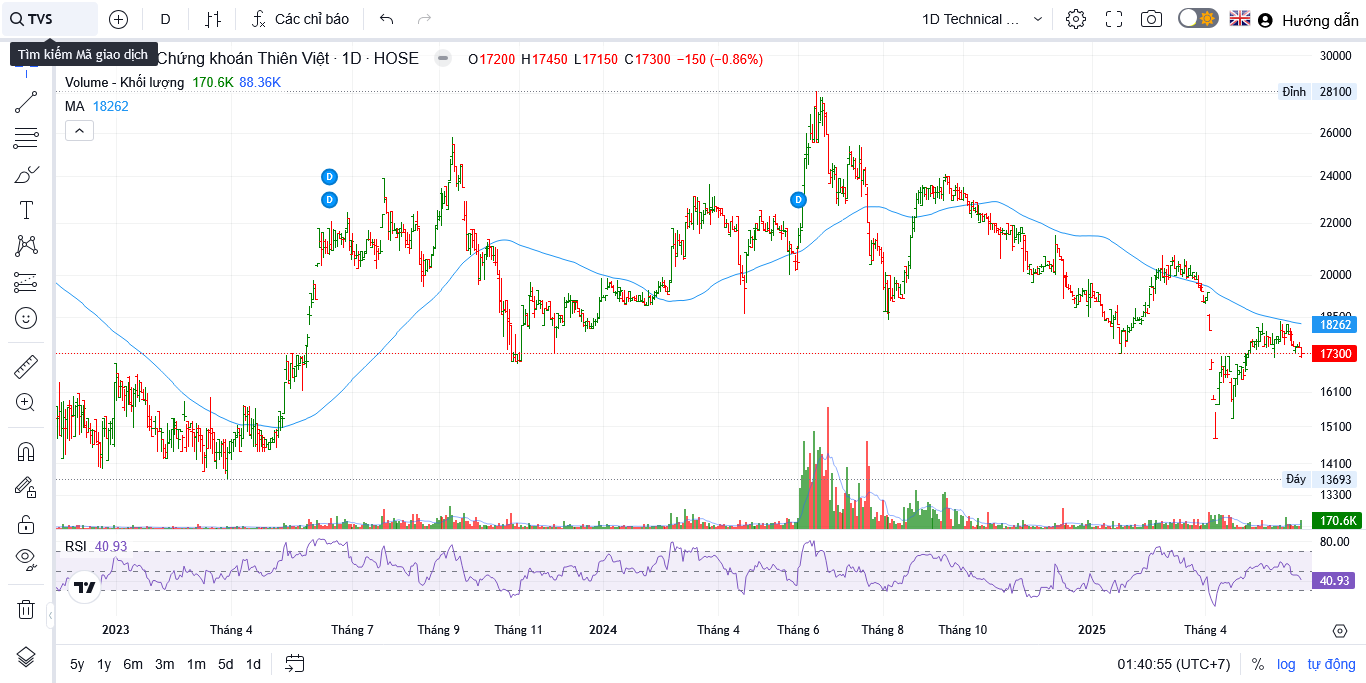 TVS
D
Các chỉ báo
1D Technical ...
Hướng dẫn
Tìm kiếm Mã giao dịch
Chứng khoán Thiên Việt · 1D · HOSE
O17200 H17450 L17150 C17300 −150 (−0.86%)
Volume - Khối lượng 170.6K 88.36K
MA 18262
D
D
D
30000
Đỉnh 28100
26000
24000
22000
20000
18500
18262
17300
16100
15100
14100
Đáy 13693
13300
170.6K
RSI 40.93
80.00
40.93
2023 Tháng 4 Tháng 7 Tháng 9 Tháng 11 2024 Tháng 4 Tháng 6 Tháng 8 Tháng 10 2025 Tháng 4
5y 1y 6m 3m 1m 5d 1d
01:40:55 (UTC+7) % log tự động